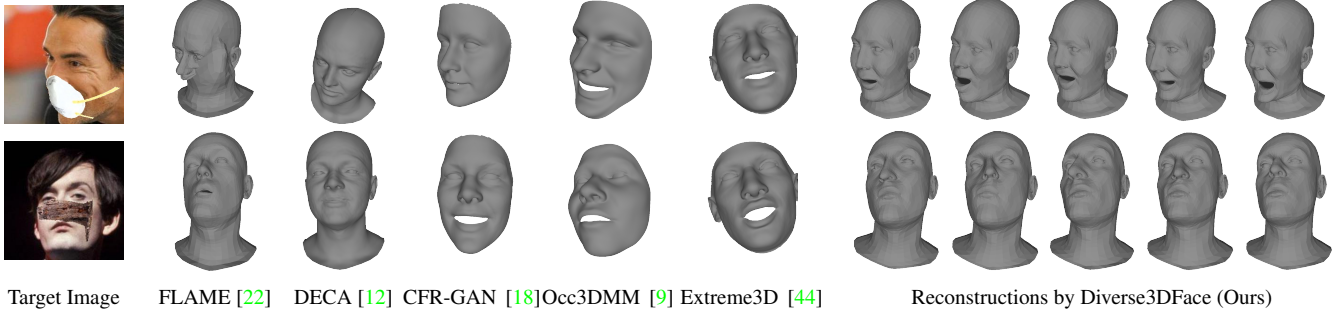 Target Image FLAME [22] DECA [12] CFR-GAN [18] Occ3DMM [9] Extreme3D [44] Reconstructions by Diverse3DFace (Ours)